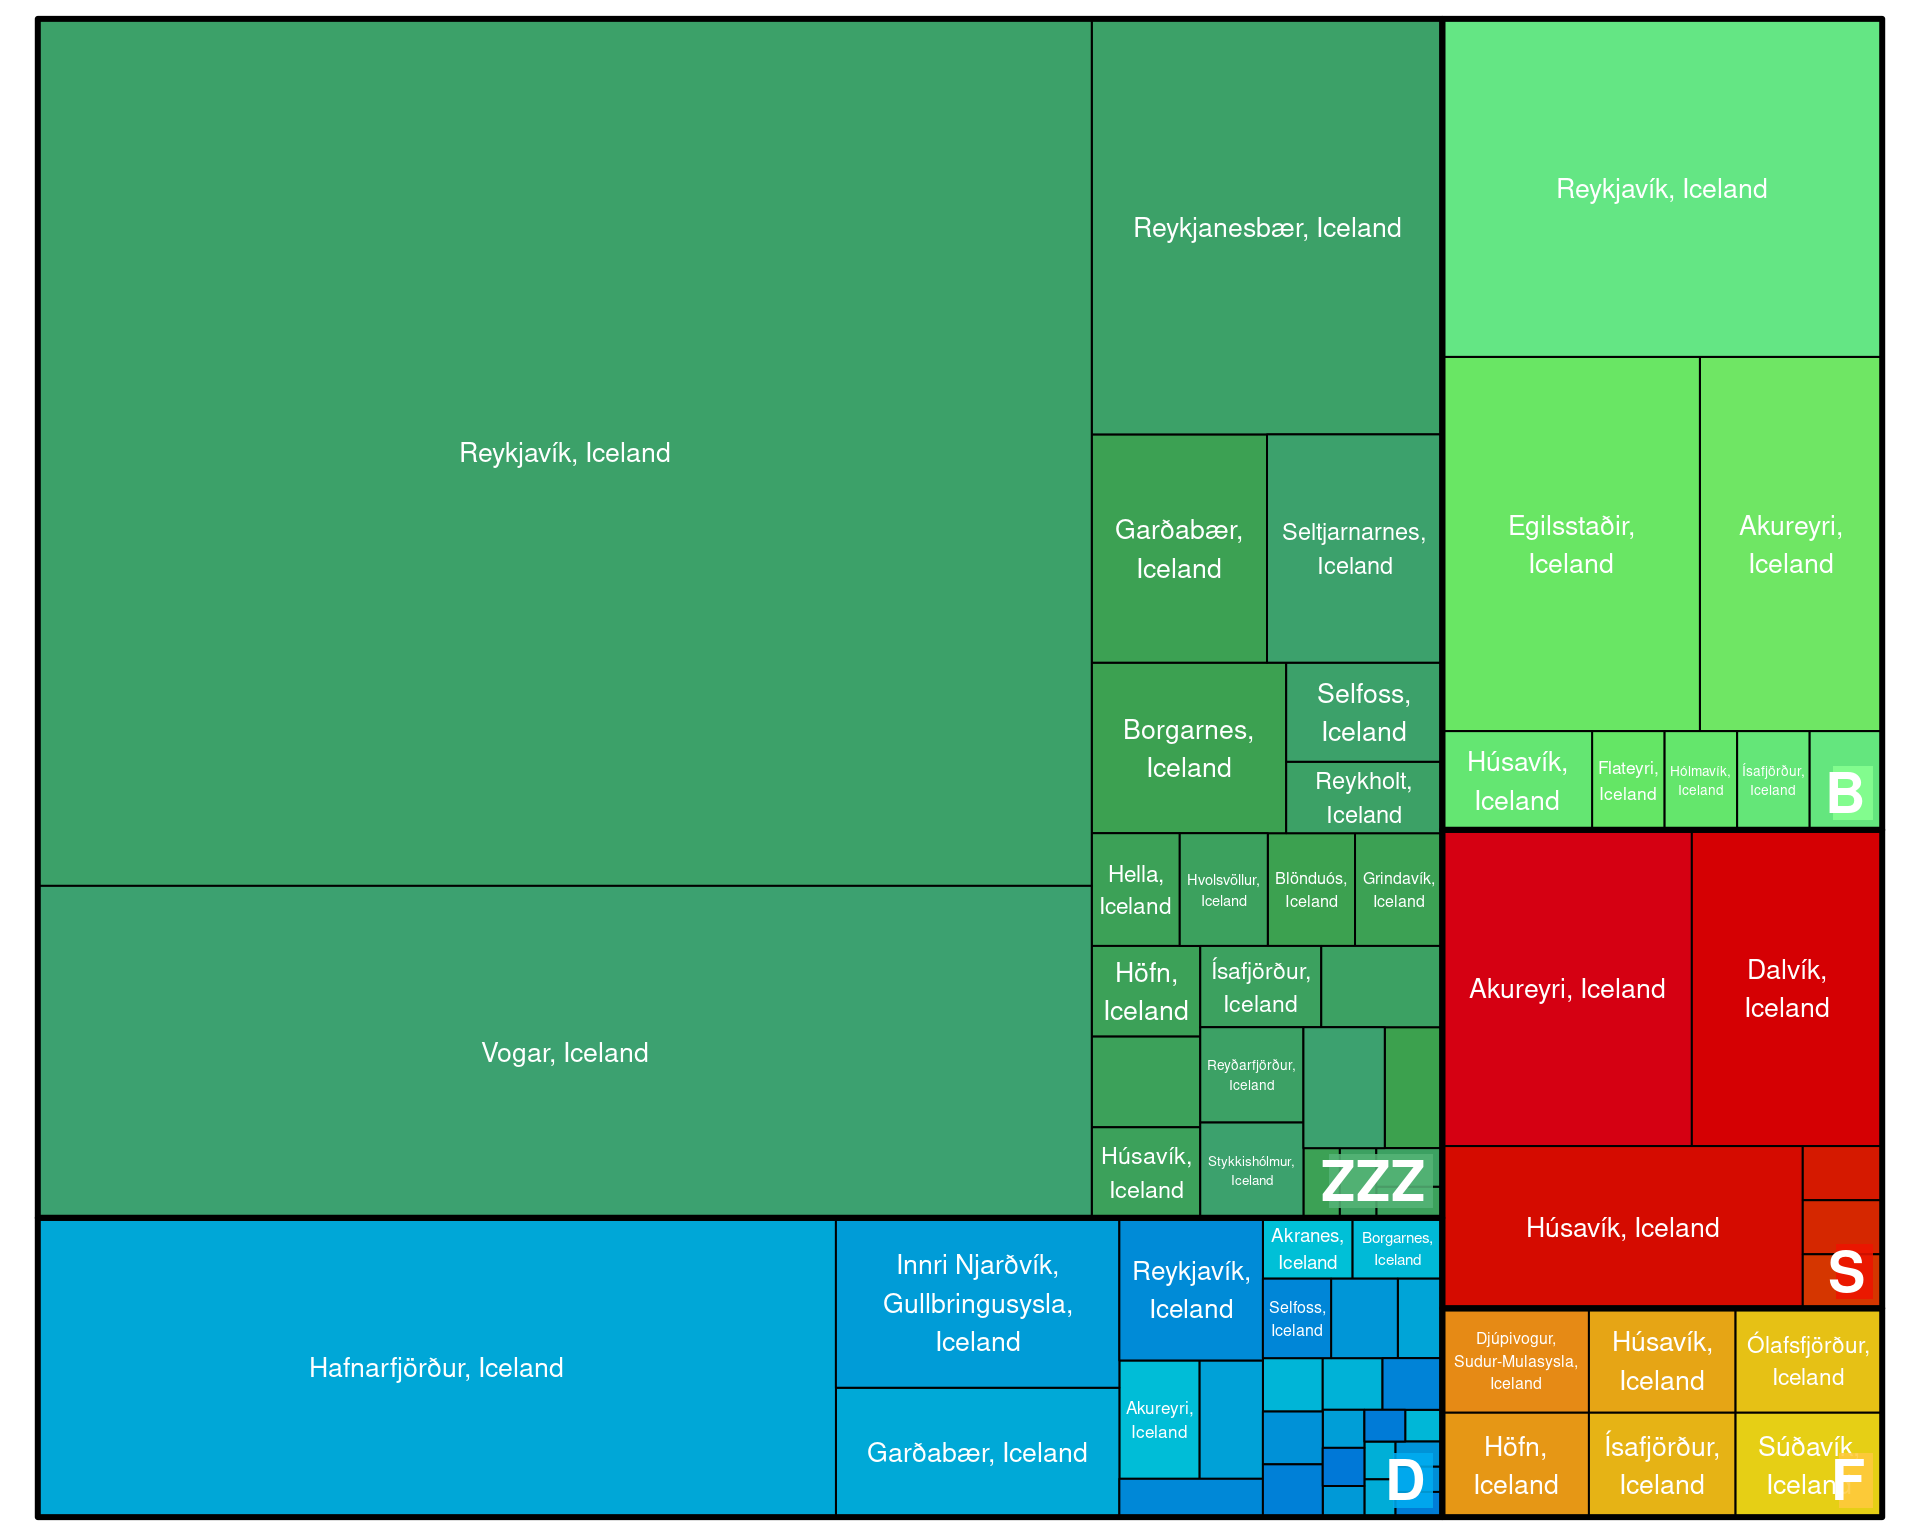 Reykjavík, Iceland
Vogar, Iceland
Reykjanesbær, Iceland
Garðabær,
Iceland
Seltjarnarnes,
Iceland
Borgarnes,
Iceland
Selfoss,
Iceland
Reykholt,
Iceland
Hella,
Iceland
Hvolsvöllur,
Iceland
Blönduós,
Iceland
Grindavík,
Iceland
Höfn,
Iceland
Ísafjörður,
Iceland
Reyðarfjörður,
Iceland
Húsavík,
Iceland
Stykkishólmur,
Iceland
ZZZ
Hafnarfjörður, Iceland
Innri Njarðvík,
Gullbringusysla,
Iceland
Garðabær, Iceland
Reykjavík,
Iceland
Akureyri,
Iceland
Akranes,
Iceland
Borgarnes,
Iceland
Selfoss,
Iceland
D
Reykjavík, Iceland
Egilsstaðir,
Iceland
Akureyri,
Iceland
Húsavík,
Iceland
Flateyri,
Iceland
Hólmavík,
Iceland
Ísafjörður,
Iceland
B
Akureyri, Iceland
Dalvík,
Iceland
Húsavík, Iceland
S
Djúpivogur,
Sudur-Mulasysla,
Iceland
Húsavík,
Iceland
Ólafsfjörður,
Iceland
Höfn,
Iceland
Ísafjörður,
Iceland
Súðavík,
Iceland
F